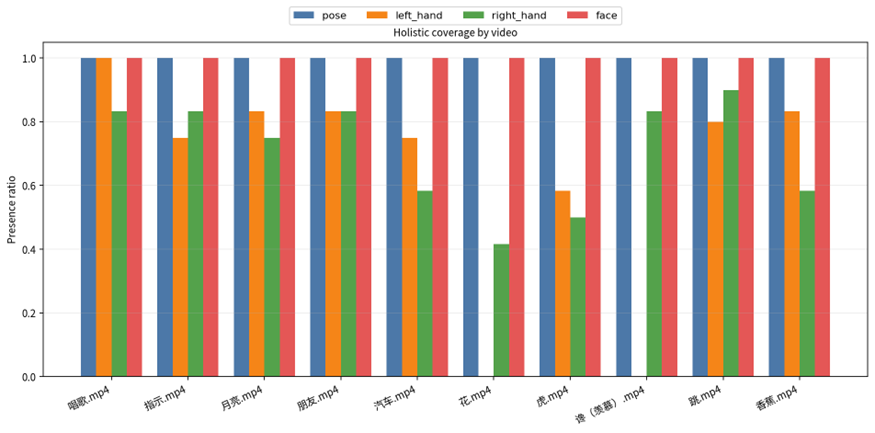 pose left_hand right_hand face
Holistic coverage by video
Presence ratio
1.0
0.8
0.6
0.4
0.2
0.0
唱歌.mp4 指示.mp4 月亮.mp4 朋友.mp4 汽车.mp4 花.mp4 虎.mp4 谗（羡慕）.mp4 跳.mp4 香蕉.mp4